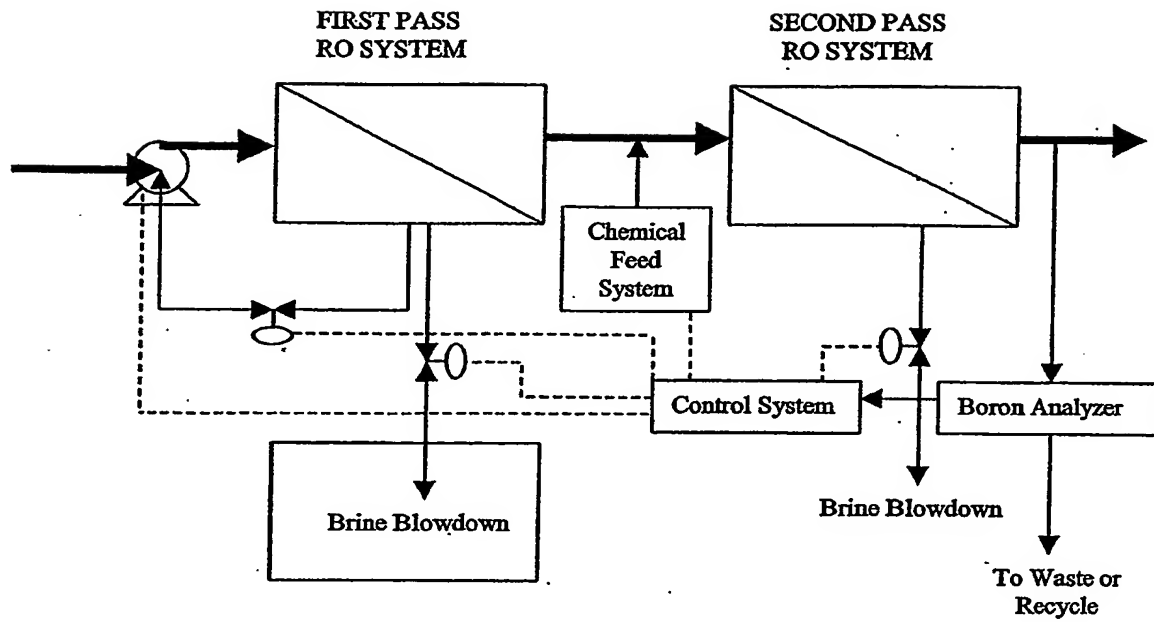 FIRST PASS
RO SYSTEM
SECOND PASS
RO SYSTEM
Chemical
Feed
System
Control System
Boron Analyzer
Brine Blowdown
Brine Blowdown
To Waste or
Recycle